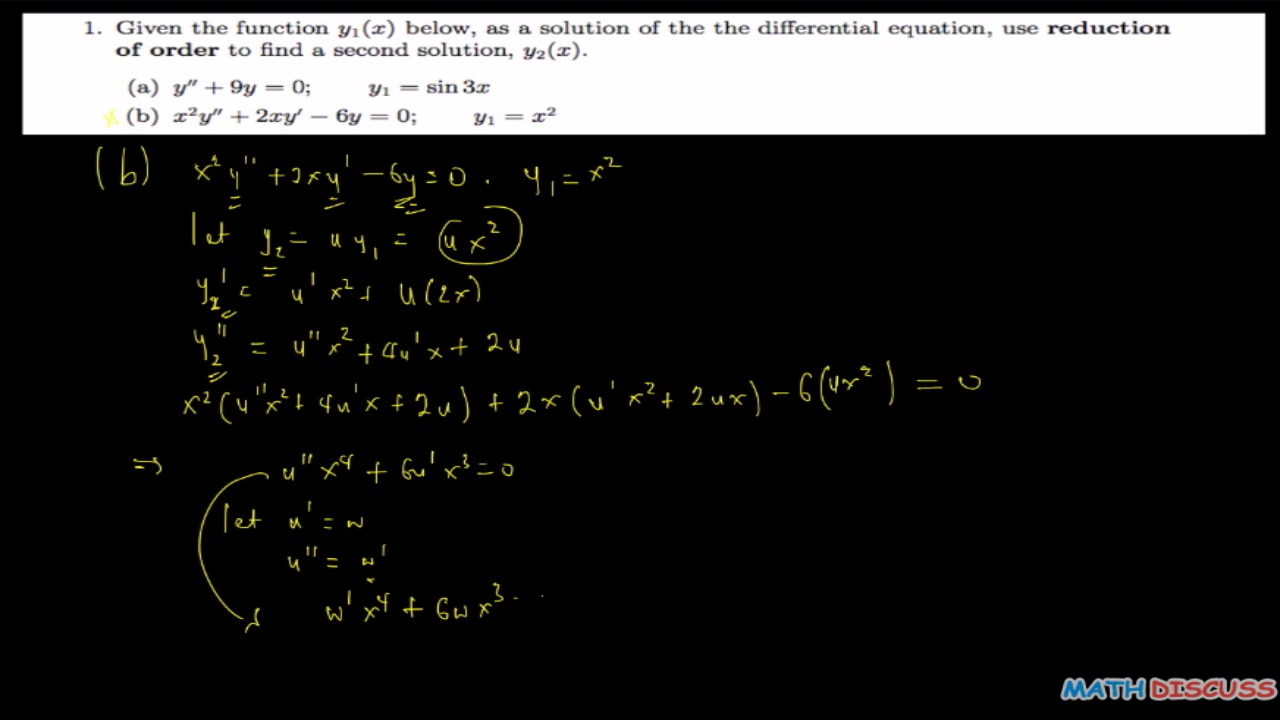 1. Given the function y₁(x) below, as a solution of the the differential equation, use reduction
of order to find a second solution, y₂(x).
(a) y″ + 9y = 0;  y₁ = sin 3x
x (b) x²y″ + 2xy′ − 6y = 0;  y₁ = x²
(b) x² y″ + 2xy′ − 6y = 0 . y₁ = x²
let y₂ = u y₁ = u x²
y₂′ = u′ x² + u(2x)
y₂″ = u″x² + 4u′x + 2u
x²(u″x² + 4u′x + 2u) + 2x(u′x² + 2ux) − 6(ux²) = 0
⇒ u″x⁴ + 6u′x³ = 0
let u′ = w
u″ = w′
w′x⁴ + 6wx³ -
MATH DISCUSS